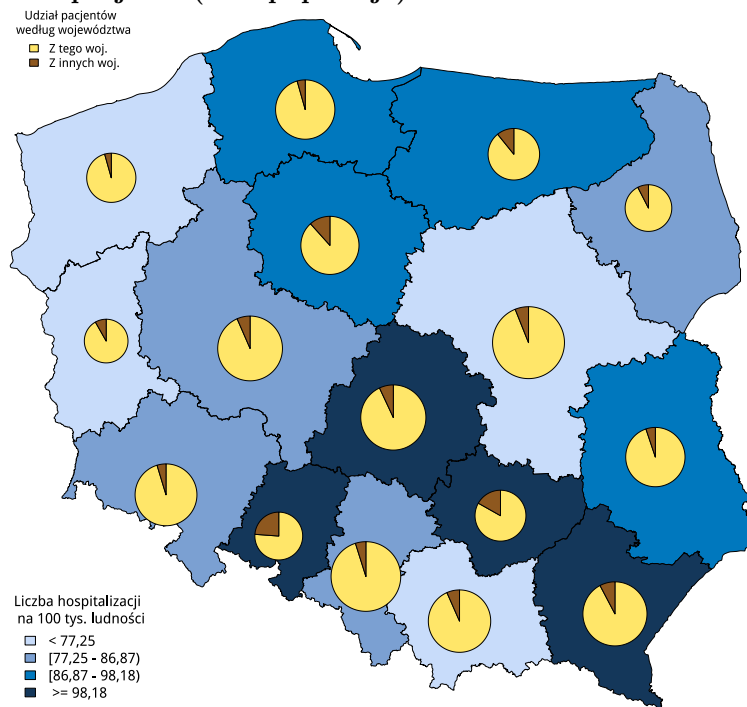 Udział pacjentów
według województwa
Z tego woj.
Z innych woj.
Liczba hospitalizacji
na 100 tys. ludności
< 77,25
[77,25 - 86,87)
[86,87 - 98,18)
>= 98,18